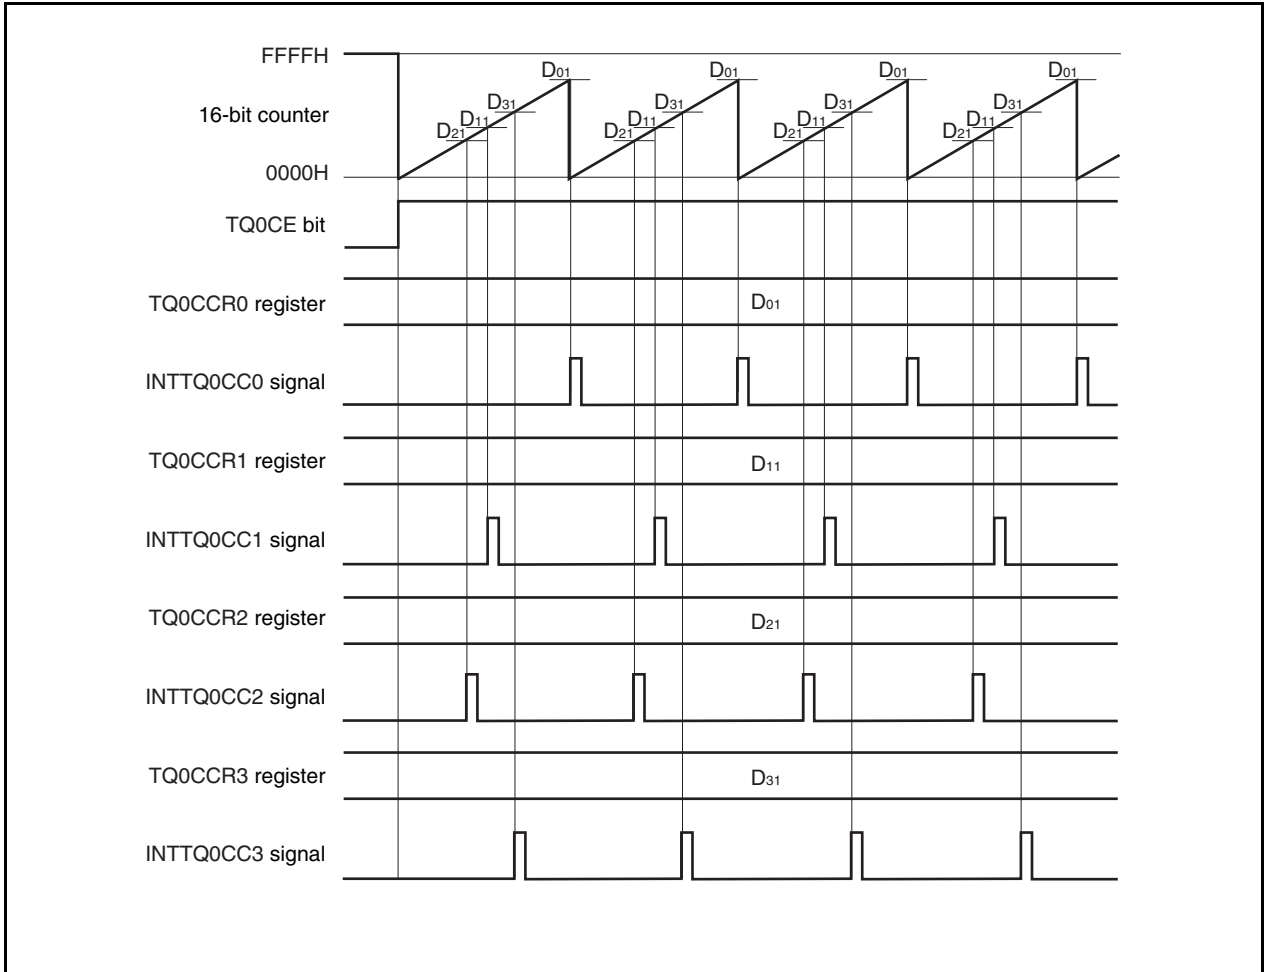 FFFFH
D01 D01 D01 D01
D31 D31 D31 D31
16-bit counter
D11 D11 D11 D11
D21 D21 D21 D21
0000H
TQ0CE bit
TQ0CCR0 register
D01
INTTQ0CC0 signal
TQ0CCR1 register
D11
INTTQ0CC1 signal
TQ0CCR2 register
D21
INTTQ0CC2 signal
TQ0CCR3 register
D31
INTTQ0CC3 signal